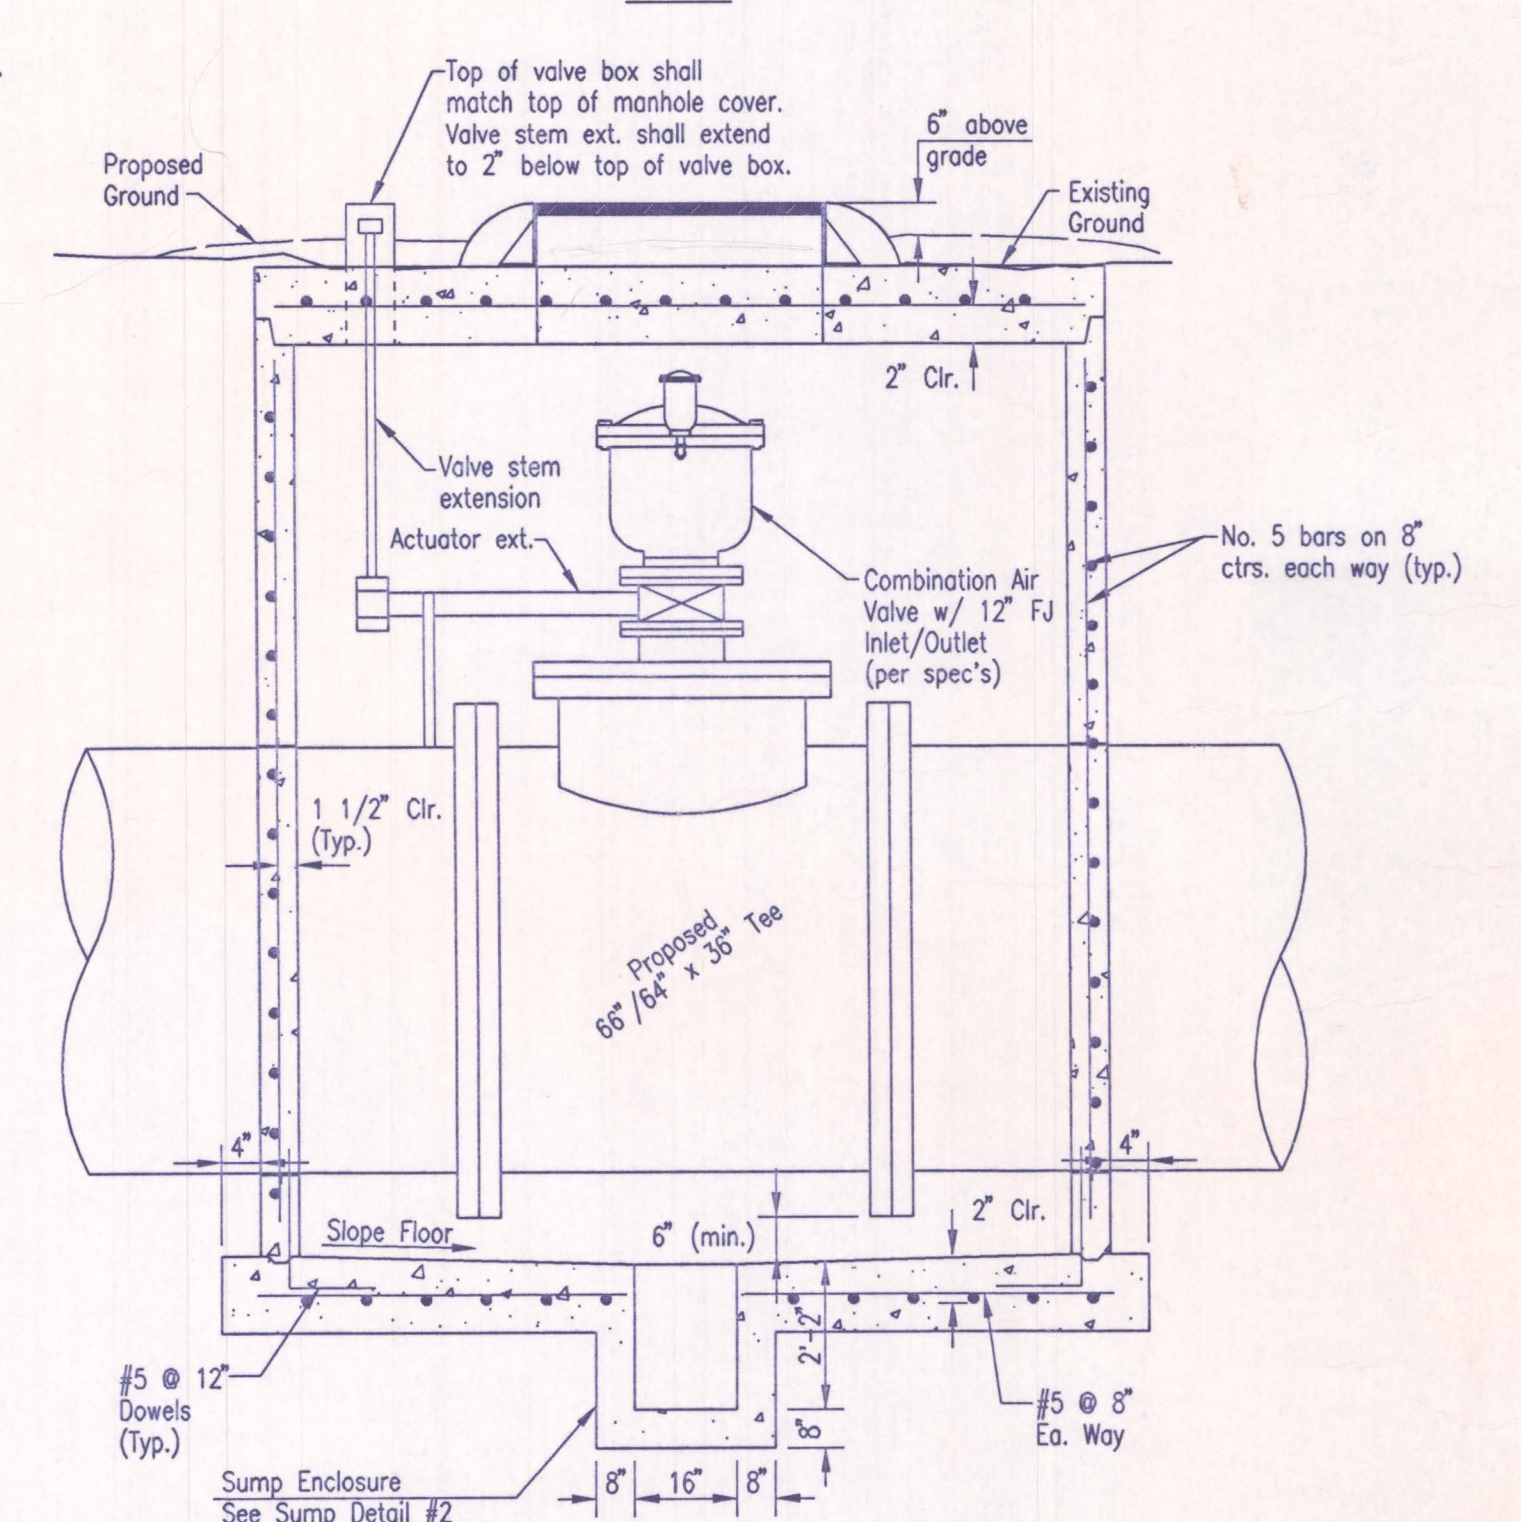 Top of valve box shall
match top of manhole cover.
Valve stem ext. shall extend
to 2" below top of valve box.
6" above
grade
Proposed
Ground
Existing
Ground
2" Clr.
Valve stem
extension
Actuator ext.
No. 5 bars on 8"
ctrs. each way (typ.)
Combination Air
Valve w/ 12" FJ
Inlet/Outlet
(per spec's)
1 1/2" Clr.
(Typ.)
Proposed
66"/64" x 36" Tee
4"
4"
Slope Floor
6" (min.)
2" Clr.
2'-2"
#5 @ 12"
Dowels
(Typ.)
#5 @ 8"
Ea. Way
8"
Sump Enclosure
See Sump Detail #2
8"
16"
8"